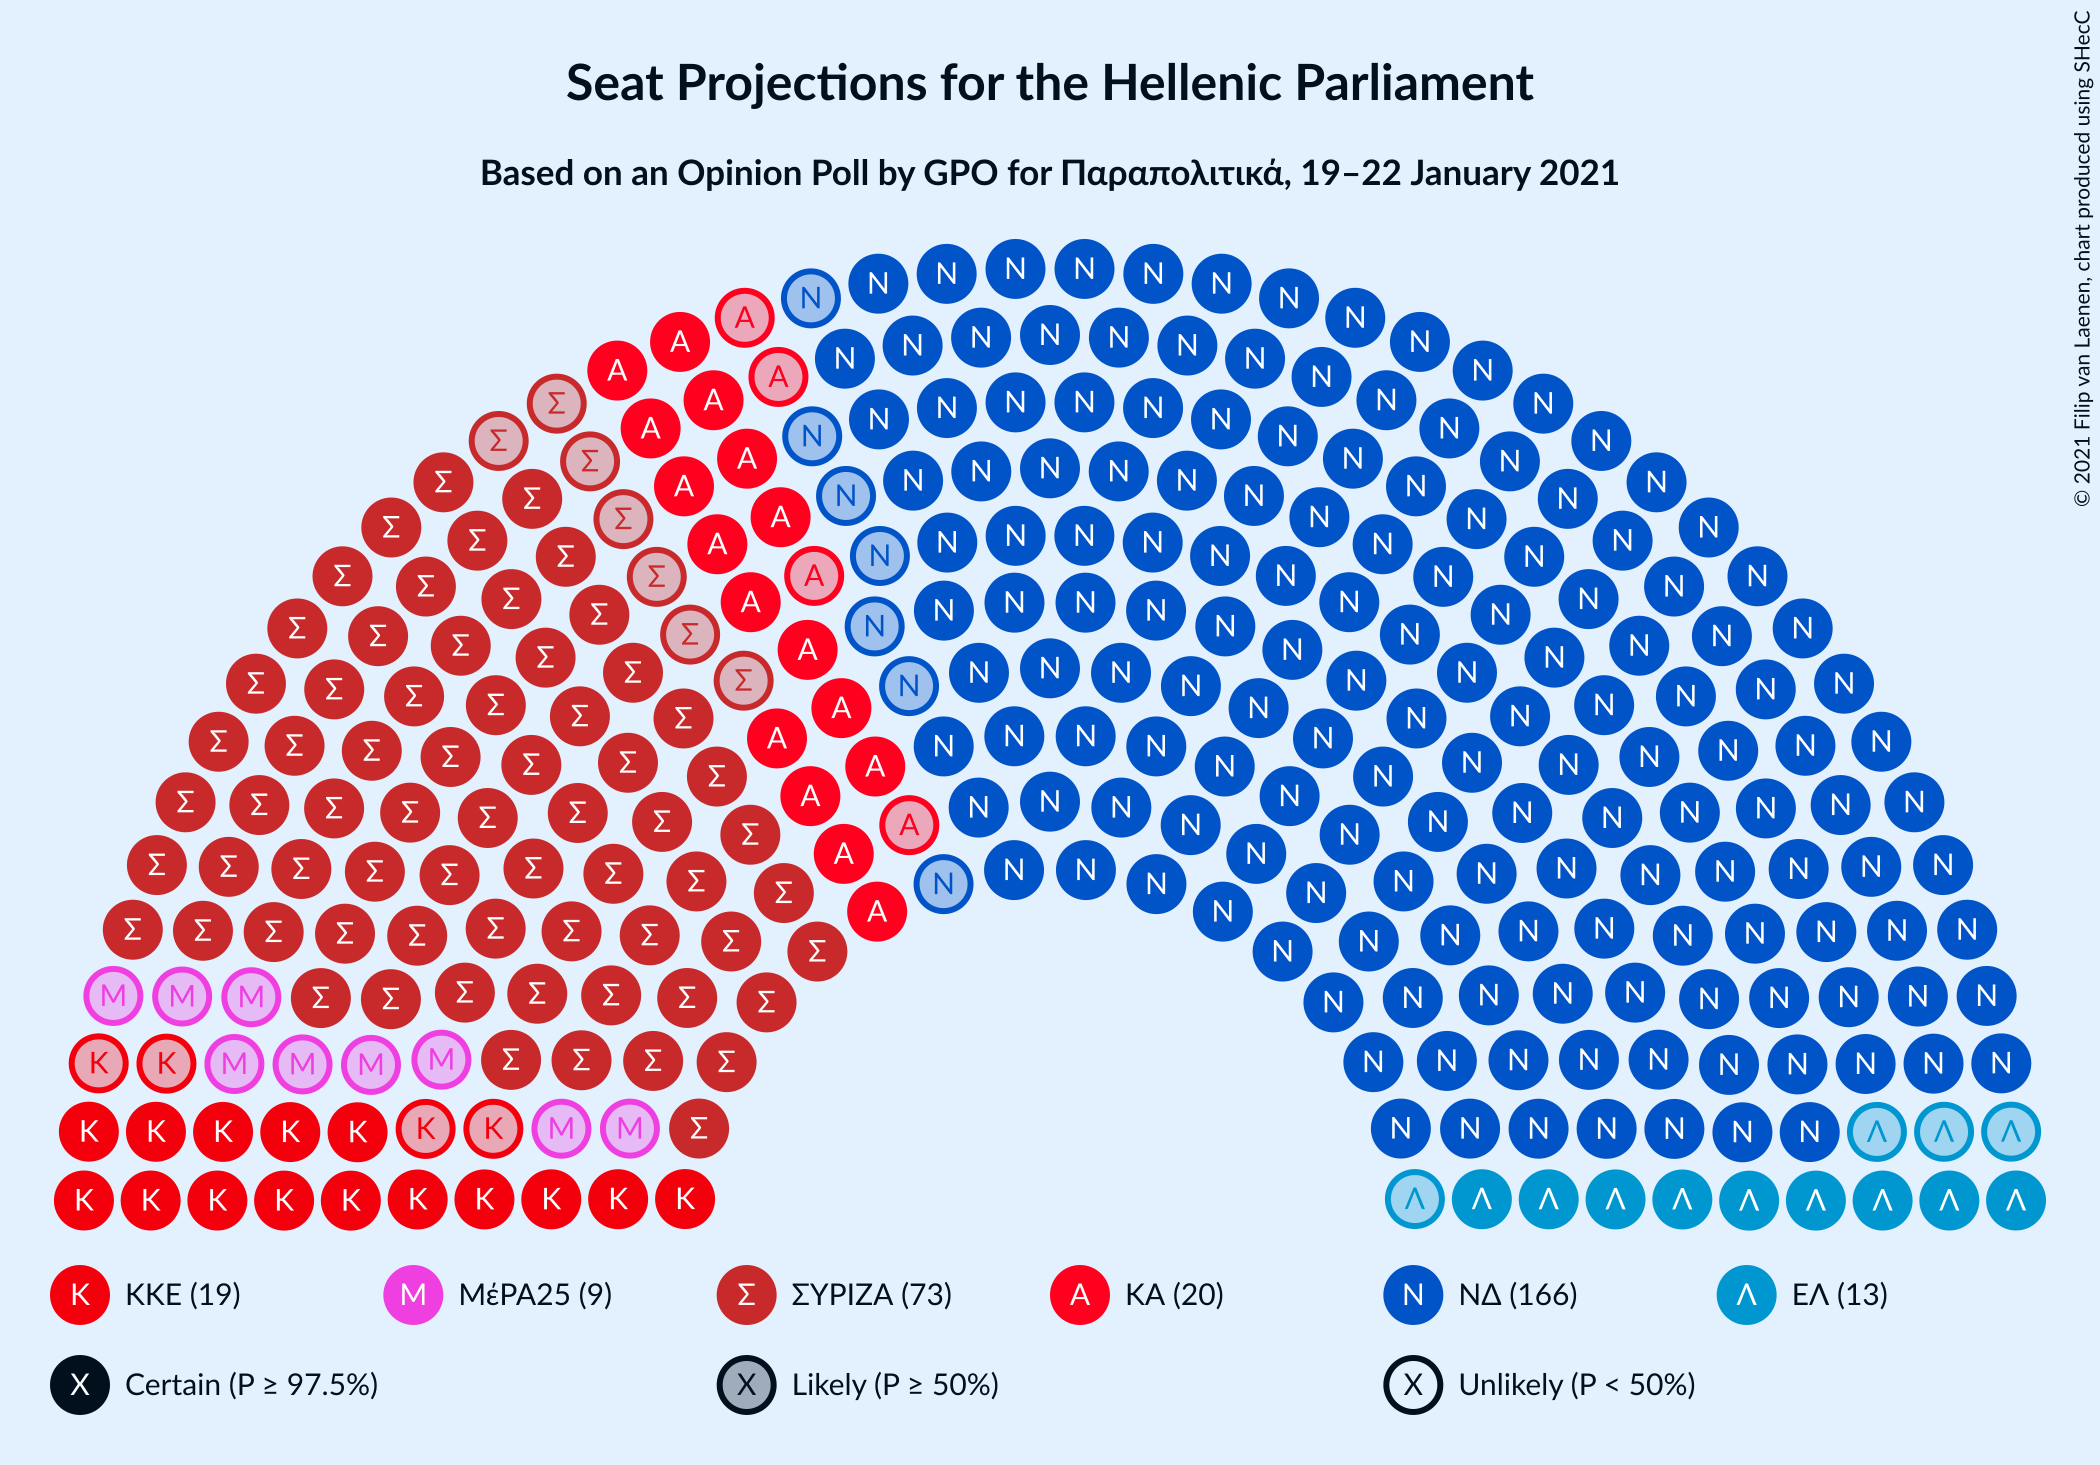 Seat Projections for the Hellenic Parliament
Based on an Opinion Poll by GPO for Παραπολιτικά, 19–22 January 2021
© 2021 Filip van Laenen, chart produced using SHecC
Κ ΚΚΕ (19) Μ ΜέΡΑ25 (9) Σ ΣΥΡΙΖΑ (73) Α ΚΑ (20) Ν ΝΔ (166) Λ ΕΛ (13)
X Certain (P ≥ 97.5%) X Likely (P ≥ 50%) X Unlikely (P < 50%)